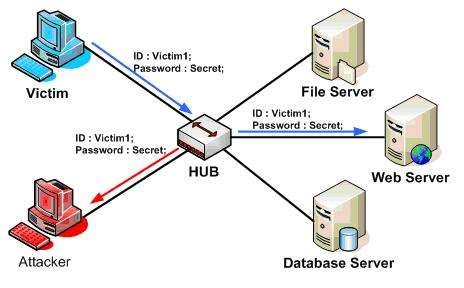 ID : Victim1;
Password : Secret;
Victim
File Server
ID : Victim1;
Password : Secret;
ID : Victim1;
Password : Secret;
HUB
Web Server
Attacker
Database Server